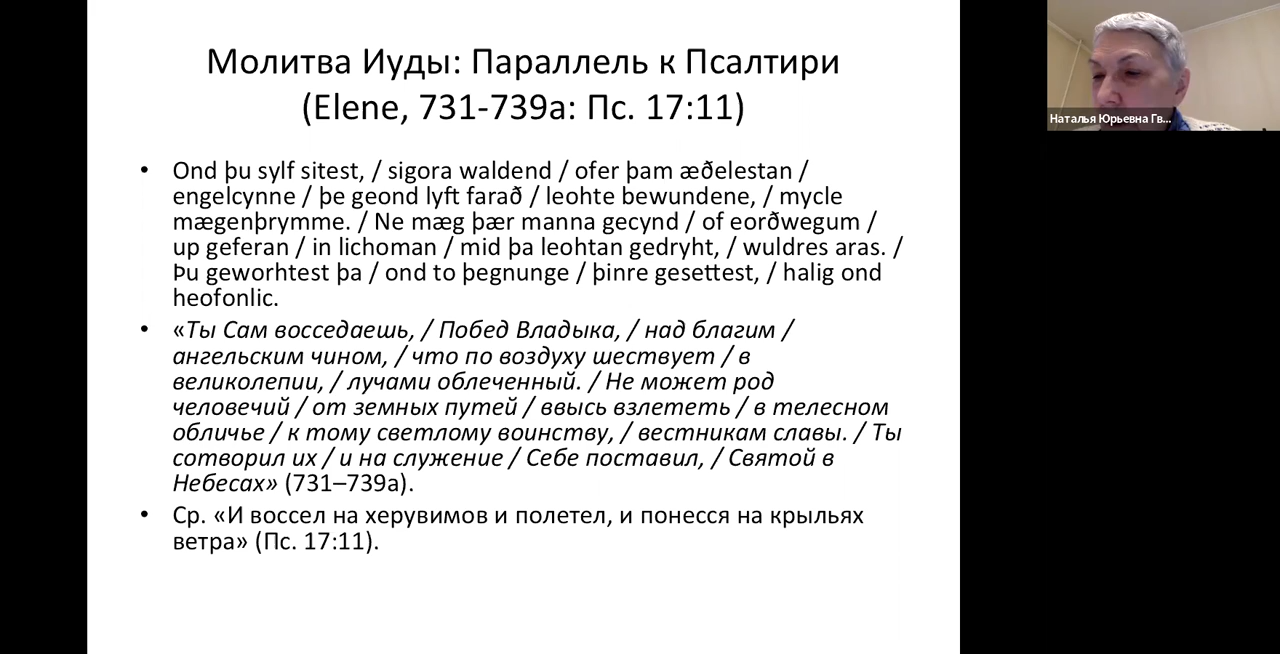 Молитва Иуды: Параллель к Псалтири
(Elene, 731-739a: Пс. 17:11)
• Ond þu sylf sitest, / sigora waldend / ofer þam æðelestan /
engelcynne / þe geond lyft farað / leohte bewundene, / mycle
mægenþrymme. / Ne mæg þær manna gecynd / of eorðwegum /
up geferan / in lichoman / mid þa leohtan gedryht, / wuldres aras. /
Þu geworhtest þa / ond to þegnunge / þinre gesettest, / halig ond
heofonlic.
• «Ты Сам восседаешь, / Побед Владыка, / над благим /
ангельским чином, / что по воздуху шествует / в
великолепии, / лучами облеченный. / Не может род
человечий / от земных путей / ввысь взлететь / в телесном
обличье / к тому светлому воинству, / вестникам славы. / Ты
сотворил их / и на служение / Себе поставил, / Святой в
Небесах» (731–739a).
• Ср. «И воссел на херувимов и полетел, и понесся на крыльях
ветра» (Пс. 17:11).
Наталья Юрьевна Гв...